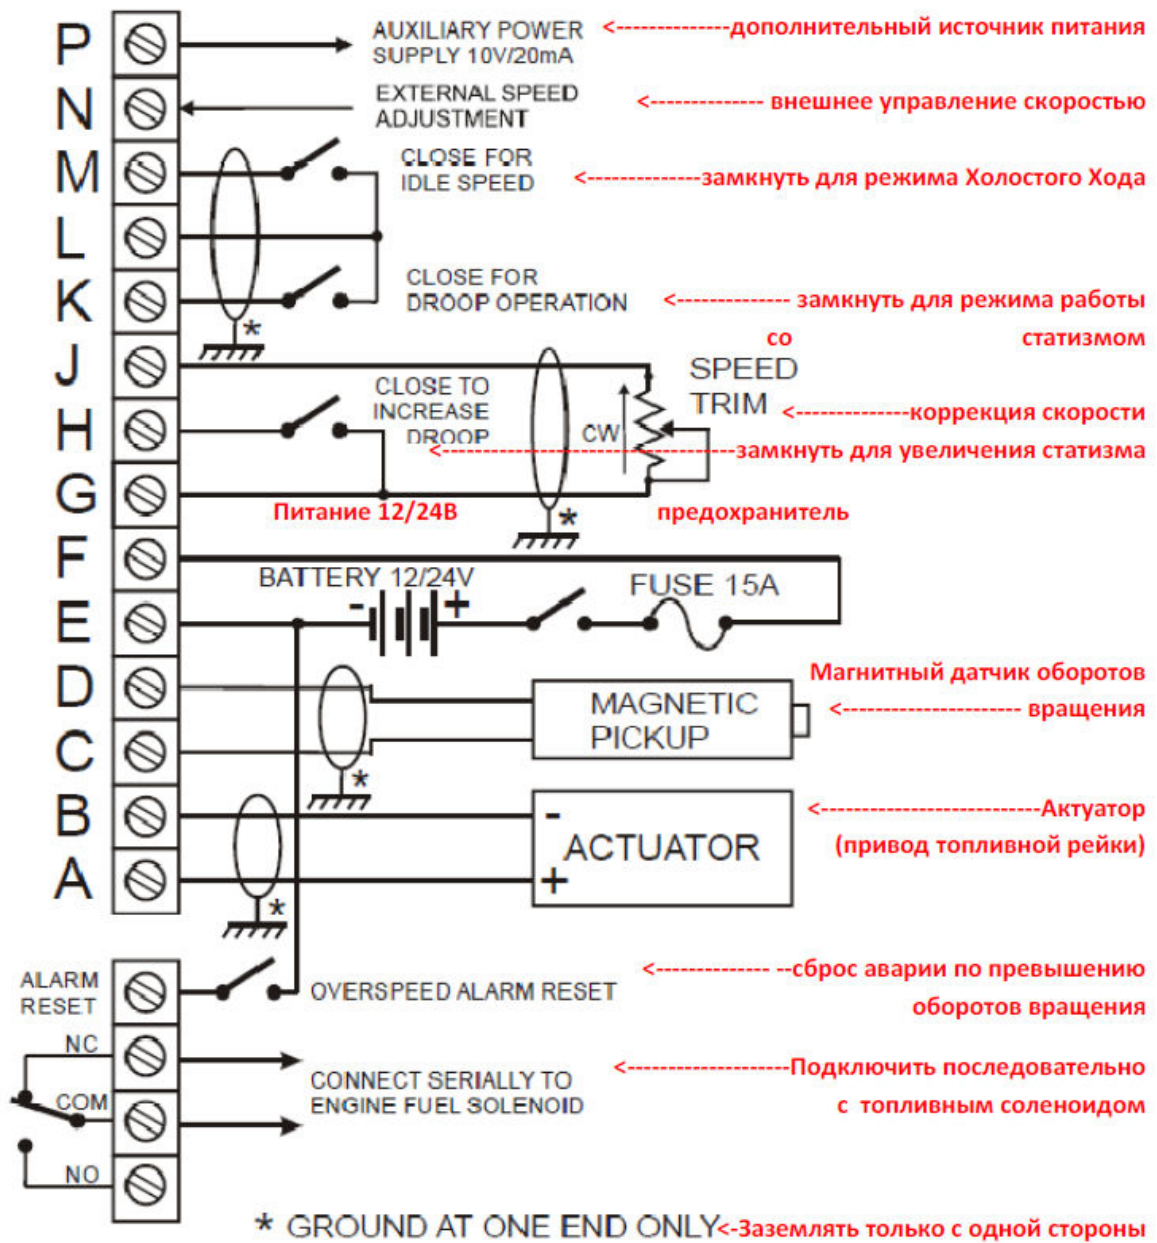 P
AUXILIARY POWER
SUPPLY 10V/20mA
<--------------дополнительный источник питания
N
EXTERNAL SPEED
ADJUSTMENT
<-------------- внешнее управление скоростью
M
CLOSE FOR
IDLE SPEED
<--------------замкнуть для режима Холостого Хода
L
K
CLOSE FOR
DROOP OPERATION
<-------------- замкнуть для режима работы
со статизмом
*
J
SPEED
TRIM
<--------------коррекция скорости
CLOSE TO
INCREASE
DROOP
H
CW
<------------------------------------замкнуть для увеличения статизма
G
Питание 12/24В
*
предохранитель
F
BATTERY 12/24V
FUSE 15A
E
- +
D
MAGNETIC
PICKUP
Магнитный датчик оборотов
<---------------------- вращения
C
*
B
-
ACTUATOR
+
<---------------------------Актуатор
(привод топливной рейки)
A
*
ALARM
RESET
OVERSPEED ALARM RESET
<-------------- --сброс аварии по превышению
оборотов вращения
NC
COM
NO
CONNECT SERIALLY TO
ENGINE FUEL SOLENOID
<--------------------Подключить последовательно
с топливным соленоидом
* GROUND AT ONE END ONLY<-Заземлять только с одной стороны